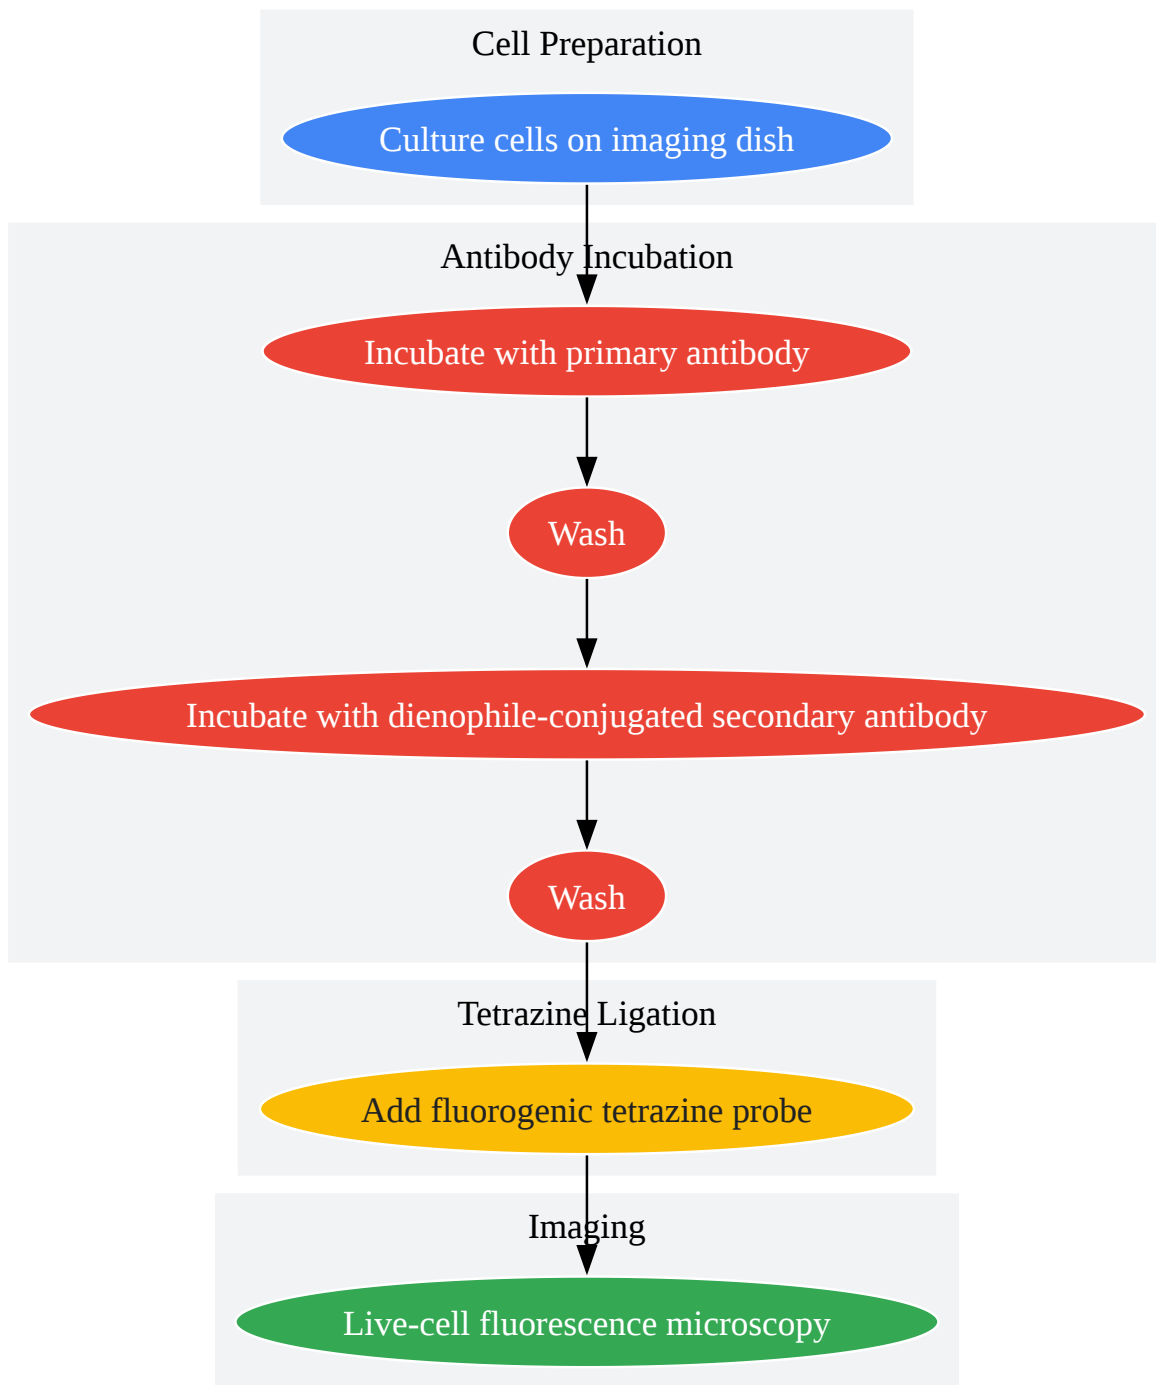 Cell Preparation
Culture cells on imaging dish
Antibody Incubation
Incubate with primary antibody
Wash
Incubate with dienophile-conjugated secondary antibody
Wash
Tetrazine Ligation
Add fluorogenic tetrazine probe
Imaging
Live-cell fluorescence microscopy